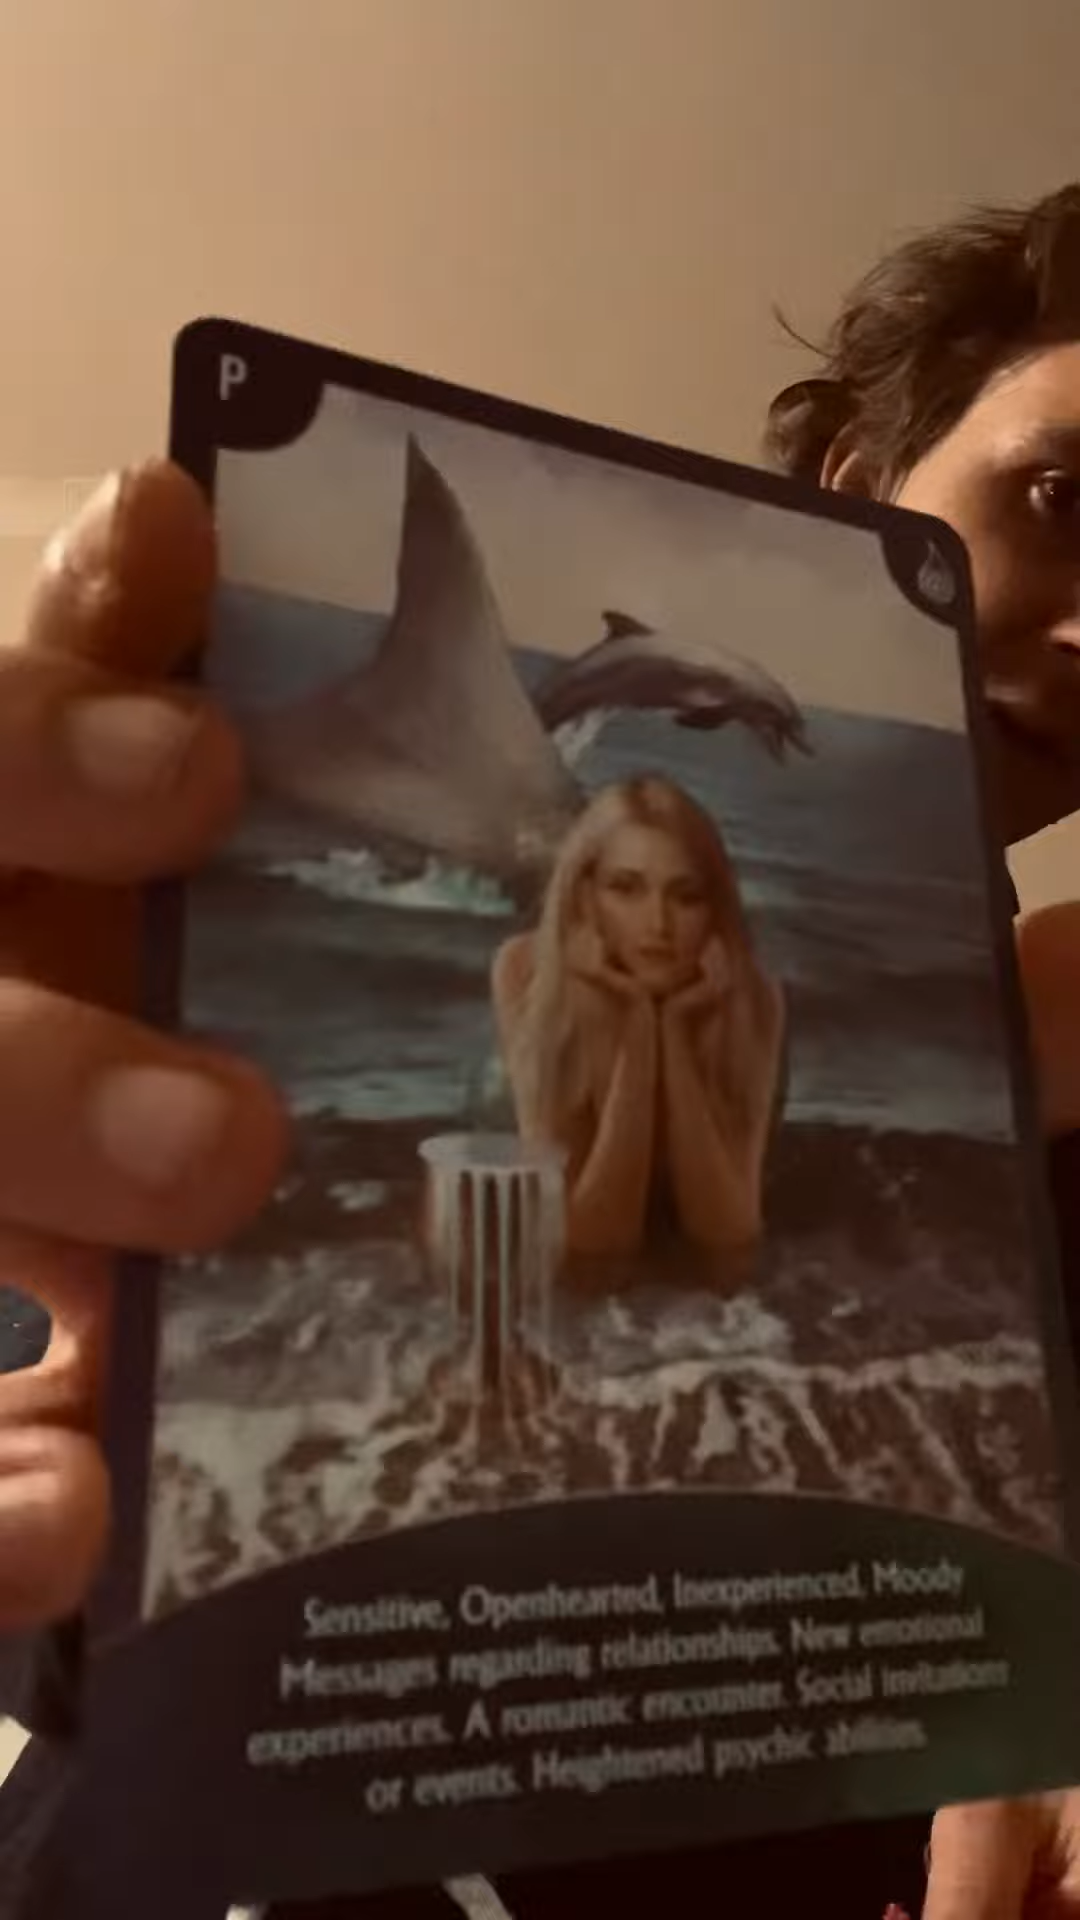 P
Sensitive, Openhearted, Inexperienced, Moody
Messages regarding relationships. New emotional
experiences. A romantic encounter. Social invitations
or events. Heightened psychic abilities.